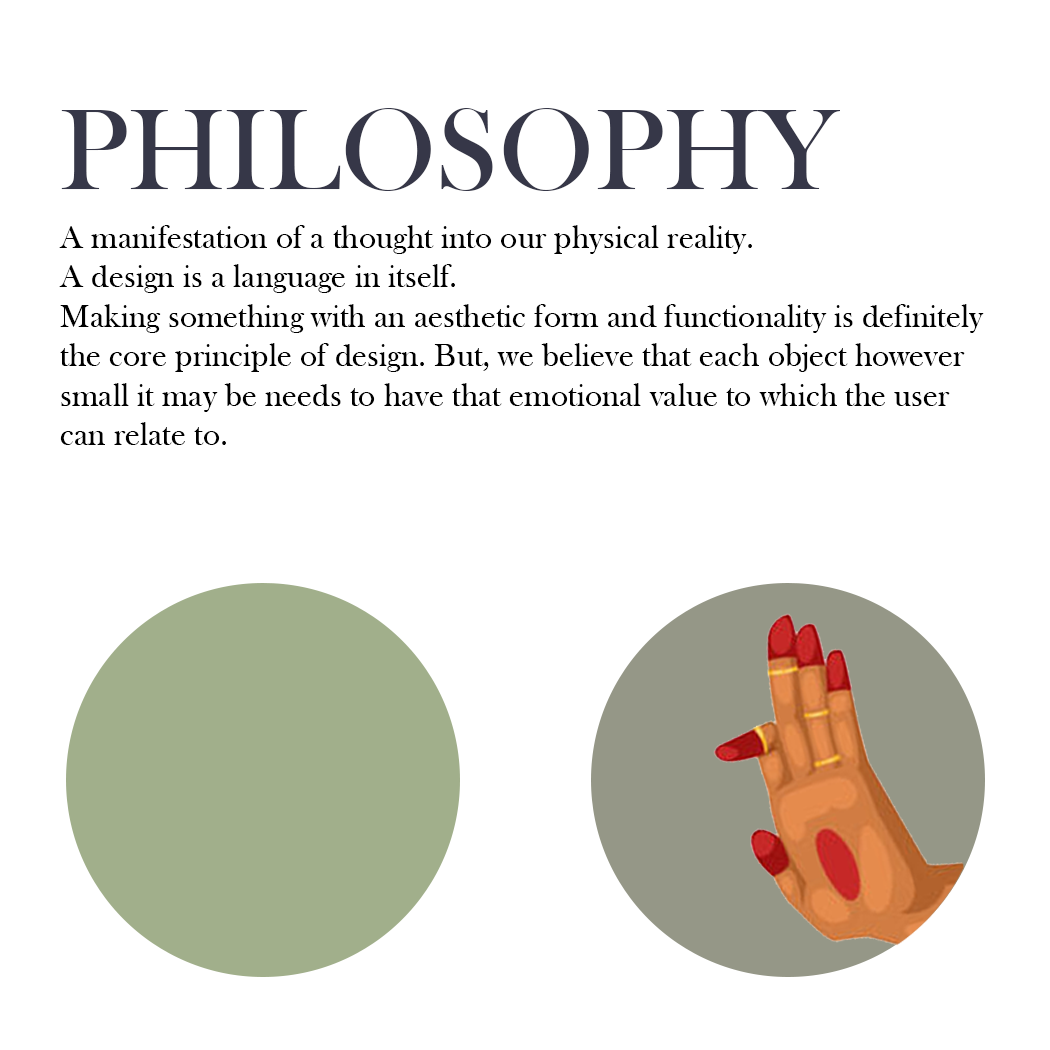 PHILOSOPHY
A manifestation of a thought into our physical reality.
A design is a language in itself.
Making something with an aesthetic form and functionality is definitely
the core principle of design. But, we believe that each object however
small it may be needs to have that emotional value to which the user
can relate to.